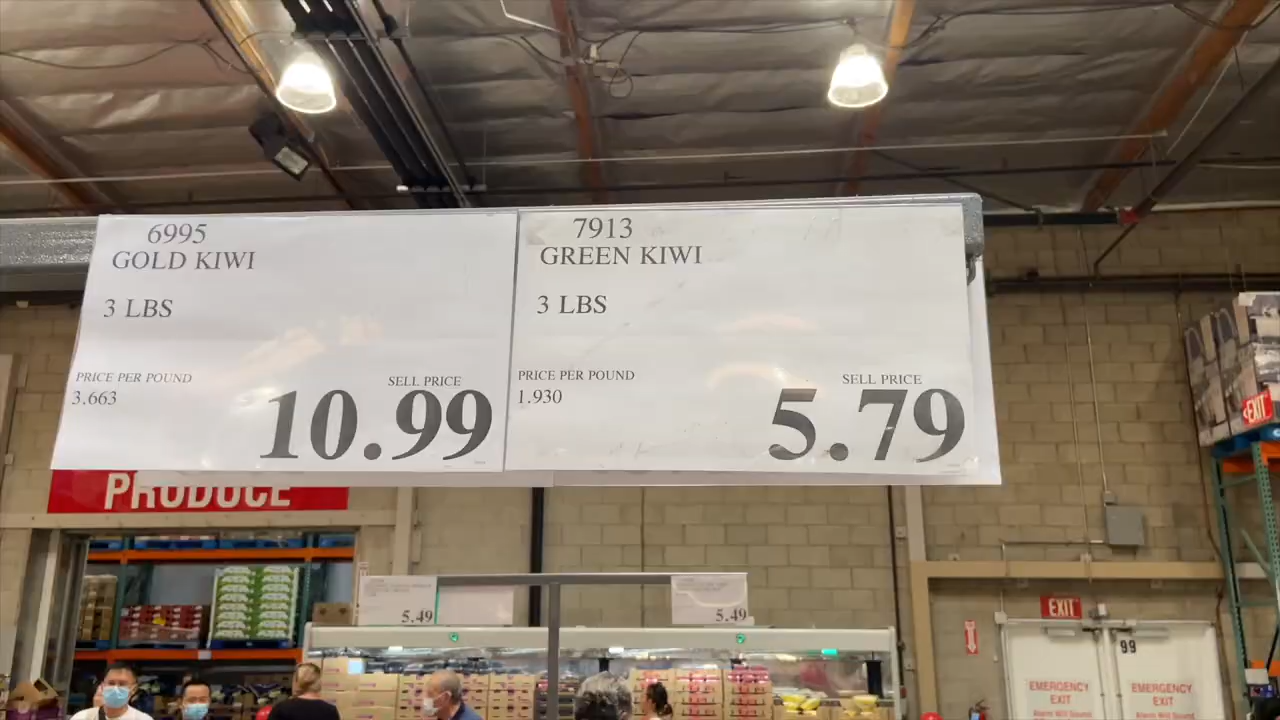 6995
GOLD KIWI
3 LBS
PRICE PER POUND
3.663
SELL PRICE
10.99
7913
GREEN KIWI
3 LBS
PRICE PER POUND
1.930
SELL PRICE
5.79
PRODUCE
5.49
5.49
EXIT
EXIT
99
EMERGENCY
EXIT
EMERGENCY
EXIT